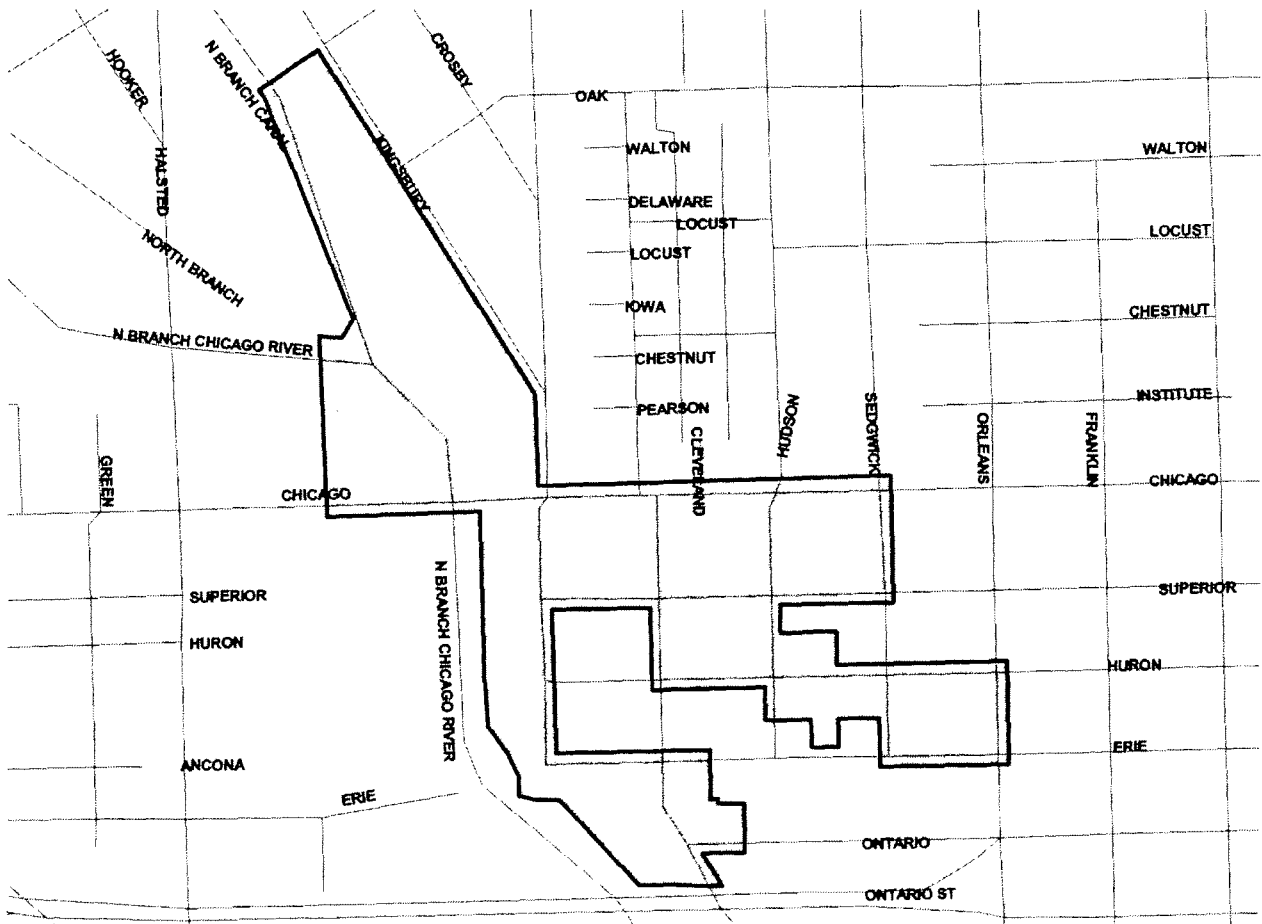 HOOKER
N BRANCH CANAL
CROSBY
OAK
HALSTED
KINGSBURY
WALTON
WALTON
DELAWARE
LOCUST
LOCUST
NORTH BRANCH
LOCUST
IOWA
CHESTNUT
N BRANCH CHICAGO RIVER
CHESTNUT
INSTITUTE
PEARSON
HUDSON
SEDGWICK
ORLEANS
FRANKLIN
CLEVELAND
GREEN
CHICAGO
CHICAGO
SUPERIOR
SUPERIOR
N BRANCH CHICAGO RIVER
HURON
HURON
ERIE
ANCONA
ERIE
ONTARIO
ONTARIO ST